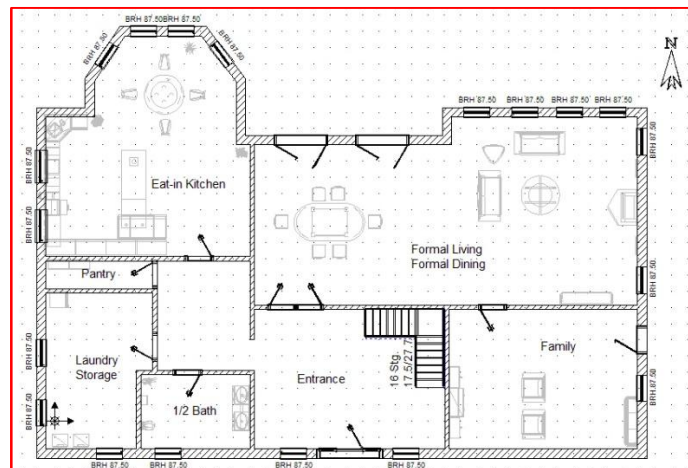 BRH 87.50
BRH 87.50
BRH 87.50
BRH 87.50
N
BRH 87.50
BRH 87.50
BRH 87.50
BRH 87.50
BRH 87.50
BRH 87.50
Eat-in Kitchen
BRH 87.50
Formal Living
Formal Dining
BRH 87.50
Pantry
Laundry
Storage
BRH 87.50
Entrance
16 Stg.
17.5/27.7
Family
1/2 Bath
BRH 87.50
BRH 87.50
BRH 87.50
BRH 87.50
BRH 87.50
BRH 87.50